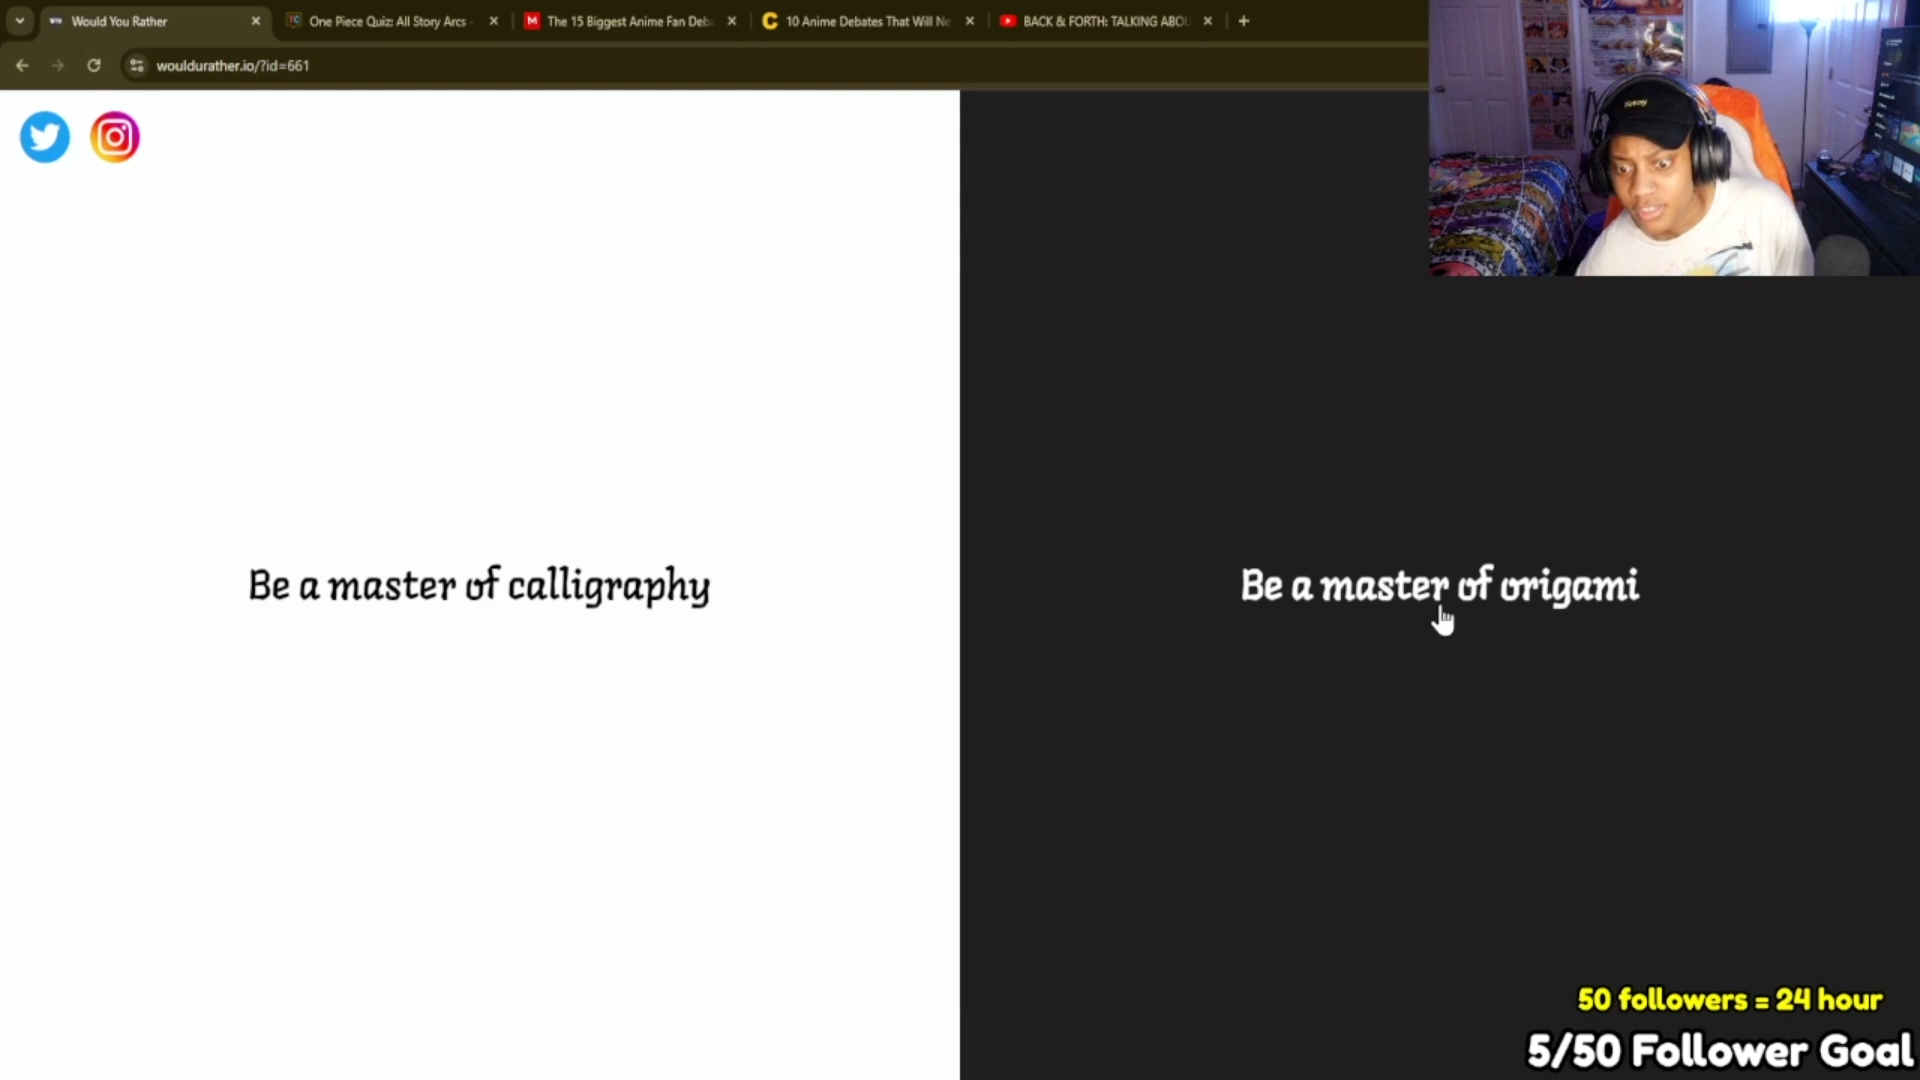 Would You Rather
One Piece Quiz: All Story Arcs
The 15 Biggest Anime Fan Deb
10 Anime Debates That Will Ne
BACK & FORTH: TALKING ABO
wouldurather.io/?id=661
Be a master of calligraphy
Be a master of origami
50 followers = 24 hour
5/50 Follower Goal